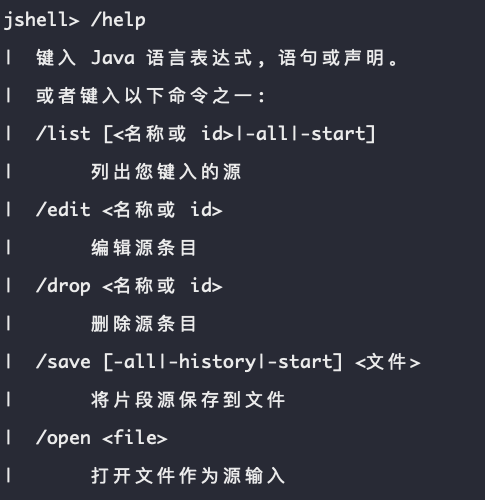 jshell> /help
|  键入 Java 语言表达式, 语句或声明。
|  或者键入以下命令之一:
|  /list [<名称或 id>|-all|-start]
|       列出您键入的源
|  /edit <名称或 id>
|       编辑源条目
|  /drop <名称或 id>
|       删除源条目
|  /save [-all|-history|-start] <文件>
|       将片段源保存到文件
|  /open <file>
|       打开文件作为源输入